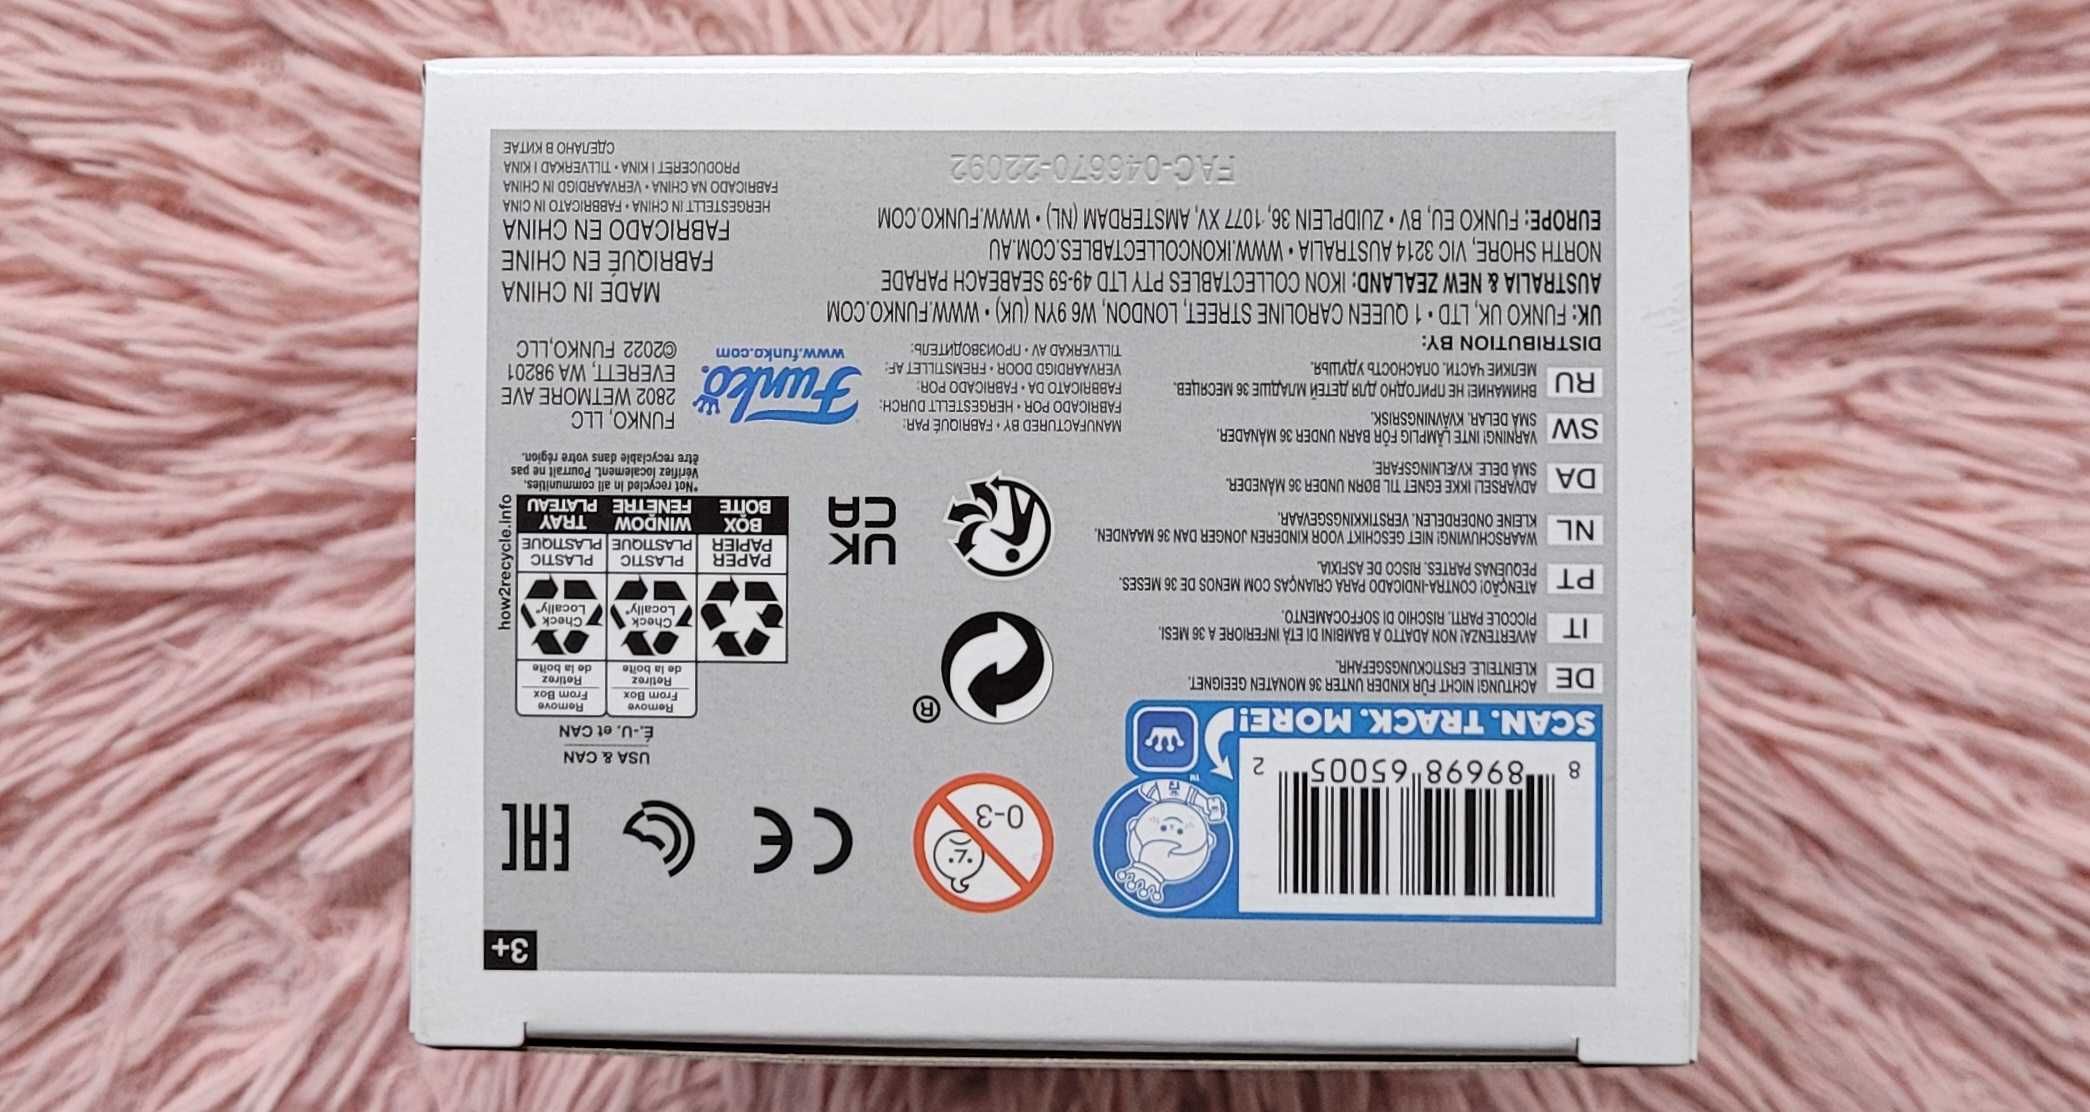 3+
8 89698 65005 2
SCAN. TRACK. MORE!
TM
0-3
CE
EAC
USA & CAN
É.-U. et CAN
DE
ACHTUNG! NICHT FÜR KINDER UNTER 36 MONATEN GEEIGNET.
KLEINTEILE. ERSTICKUNGSGEFAHR.
IT
AVVERTENZA! NON ADATTO A BAMBINI DI ETÀ INFERIORE A 36 MESI.
PICCOLE PARTI. RISCHIO DI SOFFOCAMENTO.
PT
ATENÇÃO! CONTRA-INDICADO PARA CRIANÇAS COM MENOS DE 36 MESES.
PEQUENAS PARTES. RISCO DE ASFIXIA.
NL
WAARSCHUWING! NIET GESCHIKT VOOR KINDEREN JONGER DAN 36 MAANDEN.
KLEINE ONDERDELEN. VERSTIKKINGSGEVAAR.
DA
ADVARSEL! IKKE EGNET TIL BØRN UNDER 36 MÅNEDER.
SMÅ DELE. KVÆLNINGSFARE.
SW
VARNING! INTE LÄMPLIG FÖR BARN UNDER 36 MÅNADER.
SMÅ DELAR. KVÄVNINGSRISK.
RU
ВНИМАНИЕ! НЕ ПРИГОДНО ДЛЯ ДЕТЕЙ МЛАДШЕ 36 МЕСЯЦЕВ.
МЕЛКИЕ ЧАСТИ. ОПАСНОСТЬ УДУШЬЯ.
®
UK
CA
Remove
From Box
Retirez
de la boîte
Remove
From Box
Retirez
de la boîte
Check
Locally*
Check
Locally*
PAPER
PAPIER
PLASTIC
PLASTIQUE
PLASTIC
PLASTIQUE
BOX
BOÎTE
WINDOW
FENÊTRE
TRAY
PLATEAU
how2recycle.info
*Not recycled in all communities.
Vérifiez localement. Pourrait ne pas
être recyclable dans votre région.
MANUFACTURED BY • FABRIQUÉ PAR:
FABRICADO POR • HERGESTELLT DURCH:
FABBRICATO DA • FABRICADO POR:
VERVAARDIGD DOOR • FREMSTILLET AF:
TILLVERKAD AV • ПРОИЗВОДИТЕЛЬ:
Funko
www.funko.com
FUNKO, LLC
2802 WETMORE AVE
EVERETT, WA 98201
©2022 FUNKO,LLC
DISTRIBUTION BY:
UK: FUNKO UK, LTD • 1 QUEEN CAROLINE STREET, LONDON, W6 9YN (UK) • WWW.FUNKO.COM
AUSTRALIA & NEW ZEALAND: IKON COLLECTABLES PTY LTD 49-59 SEABEACH PARADE
NORTH SHORE, VIC 3214 AUSTRALIA • WWW.IKONCOLLECTABLES.COM.AU
EUROPE: FUNKO EU, BV • ZUIDPLEIN 36, 1077 XV, AMSTERDAM (NL) • WWW.FUNKO.COM
MADE IN CHINA
FABRIQUÉ EN CHINE
FABRICADO EN CHINA
HERGESTELLT IN CHINA • FABBRICATO IN CINA
FABRICADO NA CHINA • VERVAARDIGD IN CHINA
PRODUCERET I KINA • TILLVERKAD I KINA
СДЕЛАНО В КИТАЕ
FAC-046670-22092